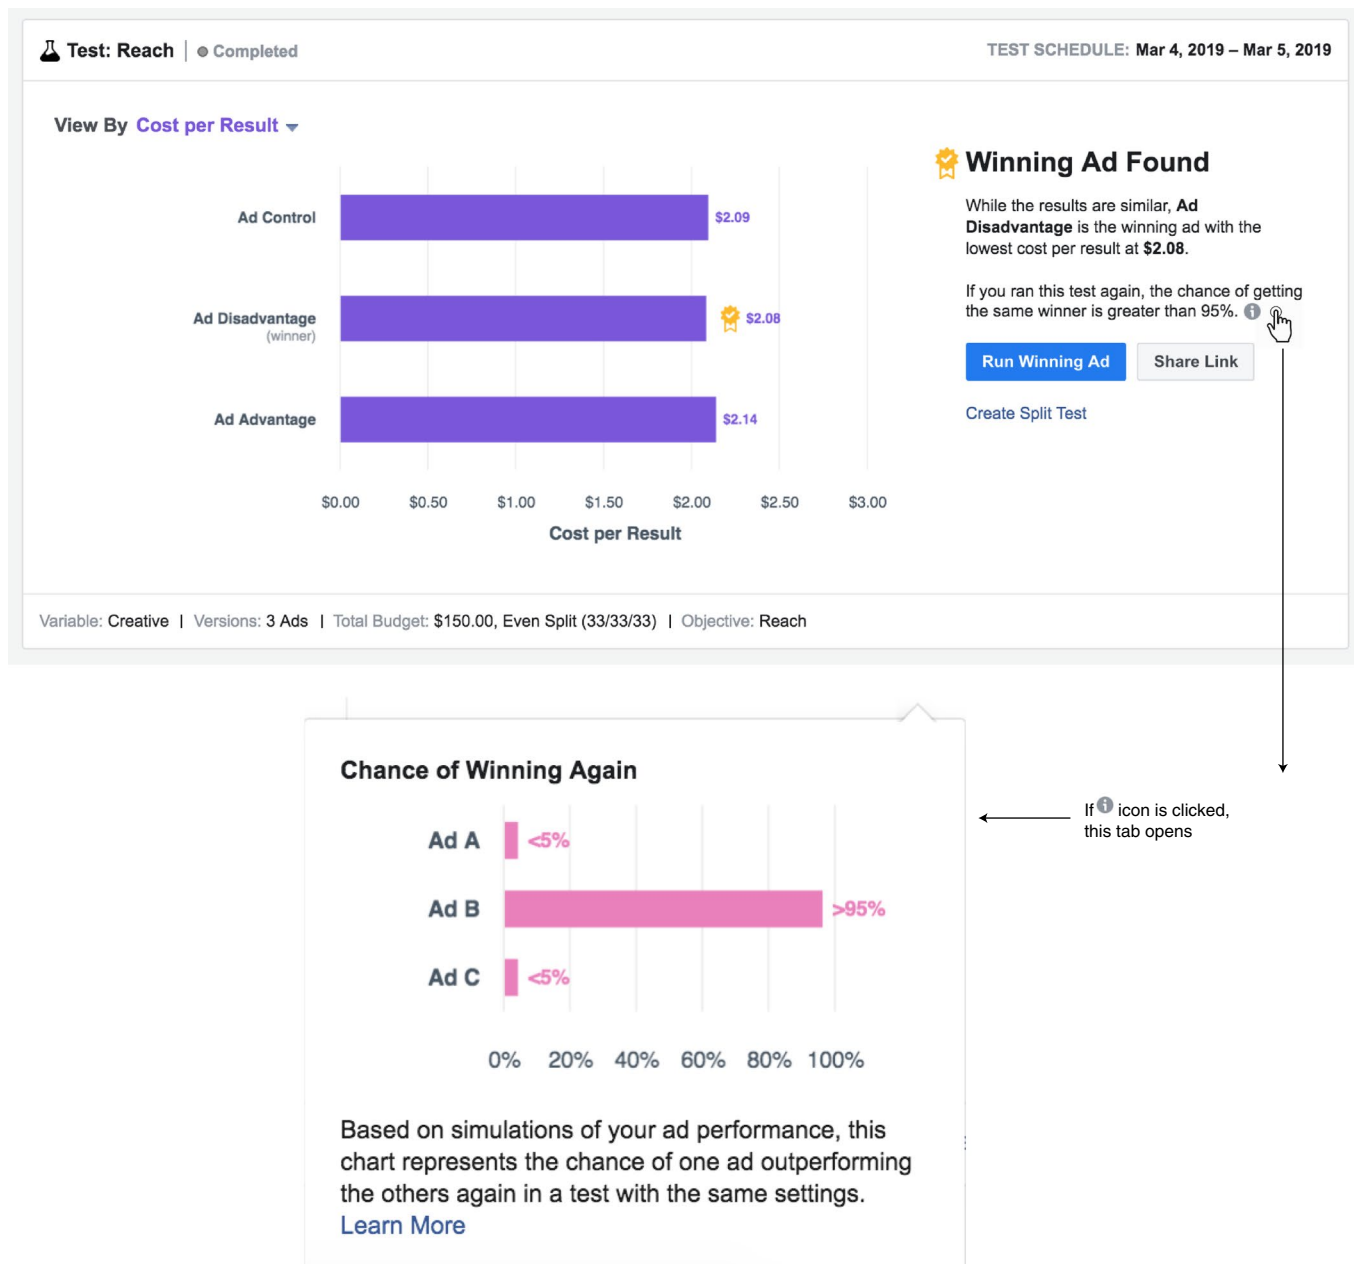 Test: Reach | Completed
TEST SCHEDULE: Mar 4, 2019 – Mar 5, 2019
View By Cost per Result
Ad Control
$2.09
Ad Disadvantage
(winner)
$2.08
Ad Advantage
$2.14
$0.00 $0.50 $1.00 $1.50 $2.00 $2.50 $3.00
Cost per Result
Winning Ad Found
While the results are similar, Ad
Disadvantage is the winning ad with the
lowest cost per result at $2.08.
If you ran this test again, the chance of getting
the same winner is greater than 95%.
Run Winning Ad
Share Link
Create Split Test
Variable: Creative | Versions: 3 Ads | Total Budget: $150.00, Even Split (33/33/33) | Objective: Reach
Chance of Winning Again
Ad A <5%
Ad B >95%
Ad C <5%
0% 20% 40% 60% 80% 100%
Based on simulations of your ad performance, this
chart represents the chance of one ad outperforming
the others again in a test with the same settings.
Learn More
If i icon is clicked,
this tab opens